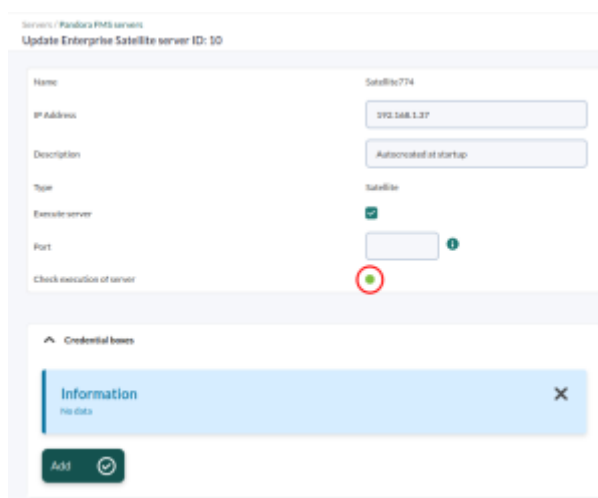 Servers / Pandora FMS servers
Update Enterprise Satellite server ID: 10
Name Satellite774
IP Address 192.168.1.37
Description Autocreated at startup
Type Satellite
Execute server
Port
Check execution of server
Credential boxes
Information
No data
Add